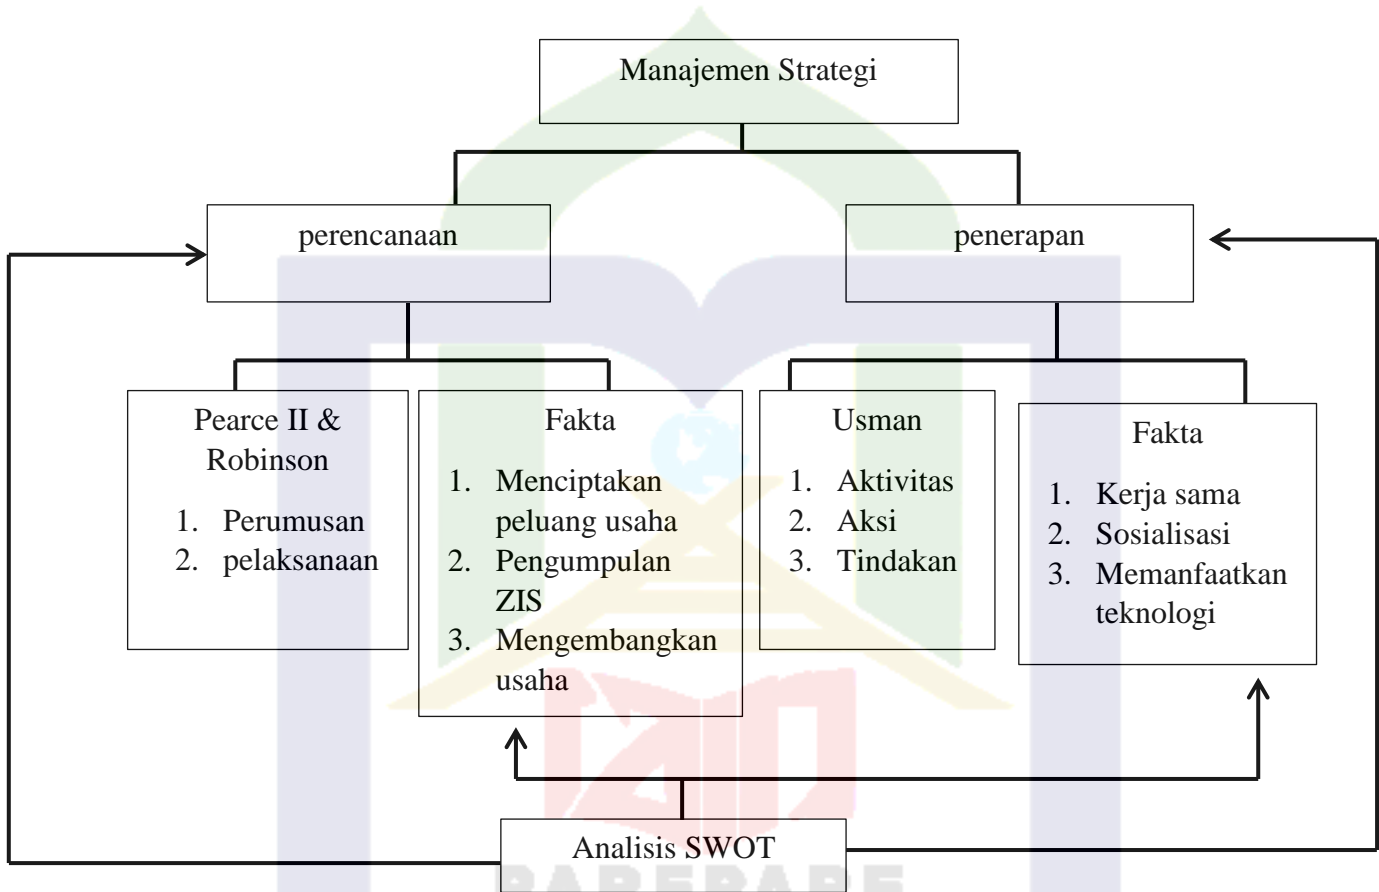 Manajemen Strategi
perencanaan
penerapan
Pearce II &
Robinson
1. Perumusan
2. pelaksanaan
Fakta
1. Menciptakan
peluang usaha
2. Pengumpulan
ZIS
3. Mengembangkan
usaha
Usman
1. Aktivitas
2. Aksi
3. Tindakan
Fakta
1. Kerja sama
2. Sosialisasi
3. Memanfaatkan
teknologi
Analisis SWOT
PAREPARE